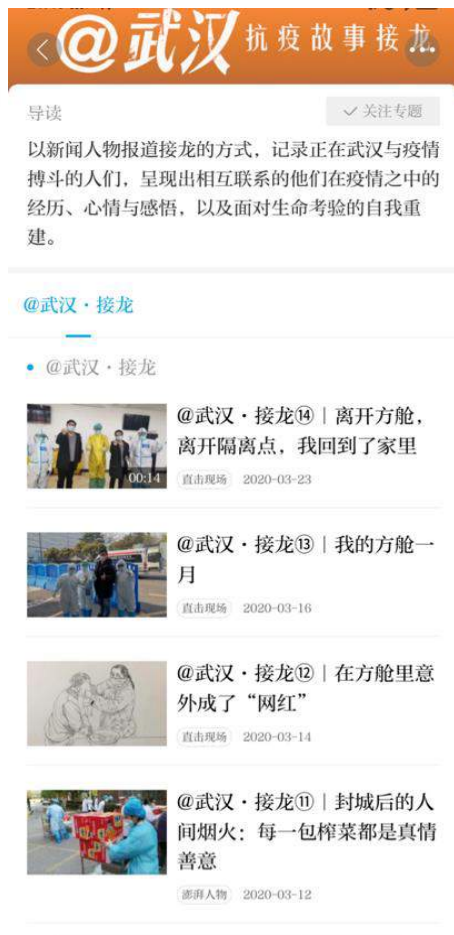 @武汉 抗疫故事接龙
导读
关注专题
以新闻人物报道接龙的方式，记录正在武汉与疫情
搏斗的人们，呈现出相互联系的他们在疫情之中的
经历、心情与感悟，以及面对生命考验的自我重
建。
@武汉·接龙
@武汉·接龙
@武汉·接龙⑭｜离开方舱，
离开隔离点，我回到了家里
00:14
直击现场 2020-03-23
@武汉·接龙⑬｜我的方舱一
月
直击现场 2020-03-16
@武汉·接龙⑫｜在方舱里意
外成了“网红”
直击现场 2020-03-14
@武汉·接龙⑪｜封城后的人
间烟火：每一包榨菜都是真情
善意
澎湃人物 2020-03-12